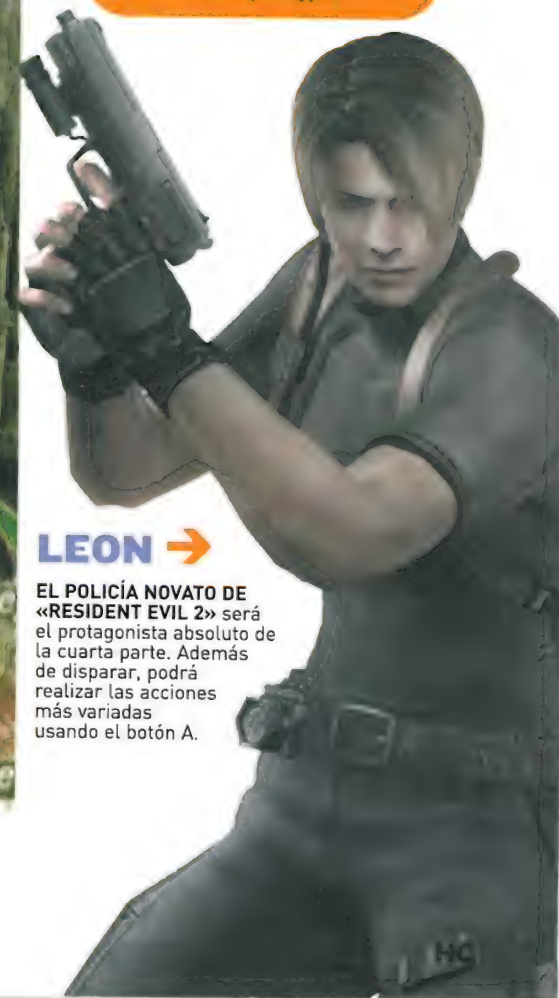 LEON
EL POLICÍA NOVATO DE
«RESIDENT EVIL 2» será
el protagonista absoluto de
la cuarta parte. Además
de disparar, podrá
realizar las acciones
más variadas
usando el botón A.
HC